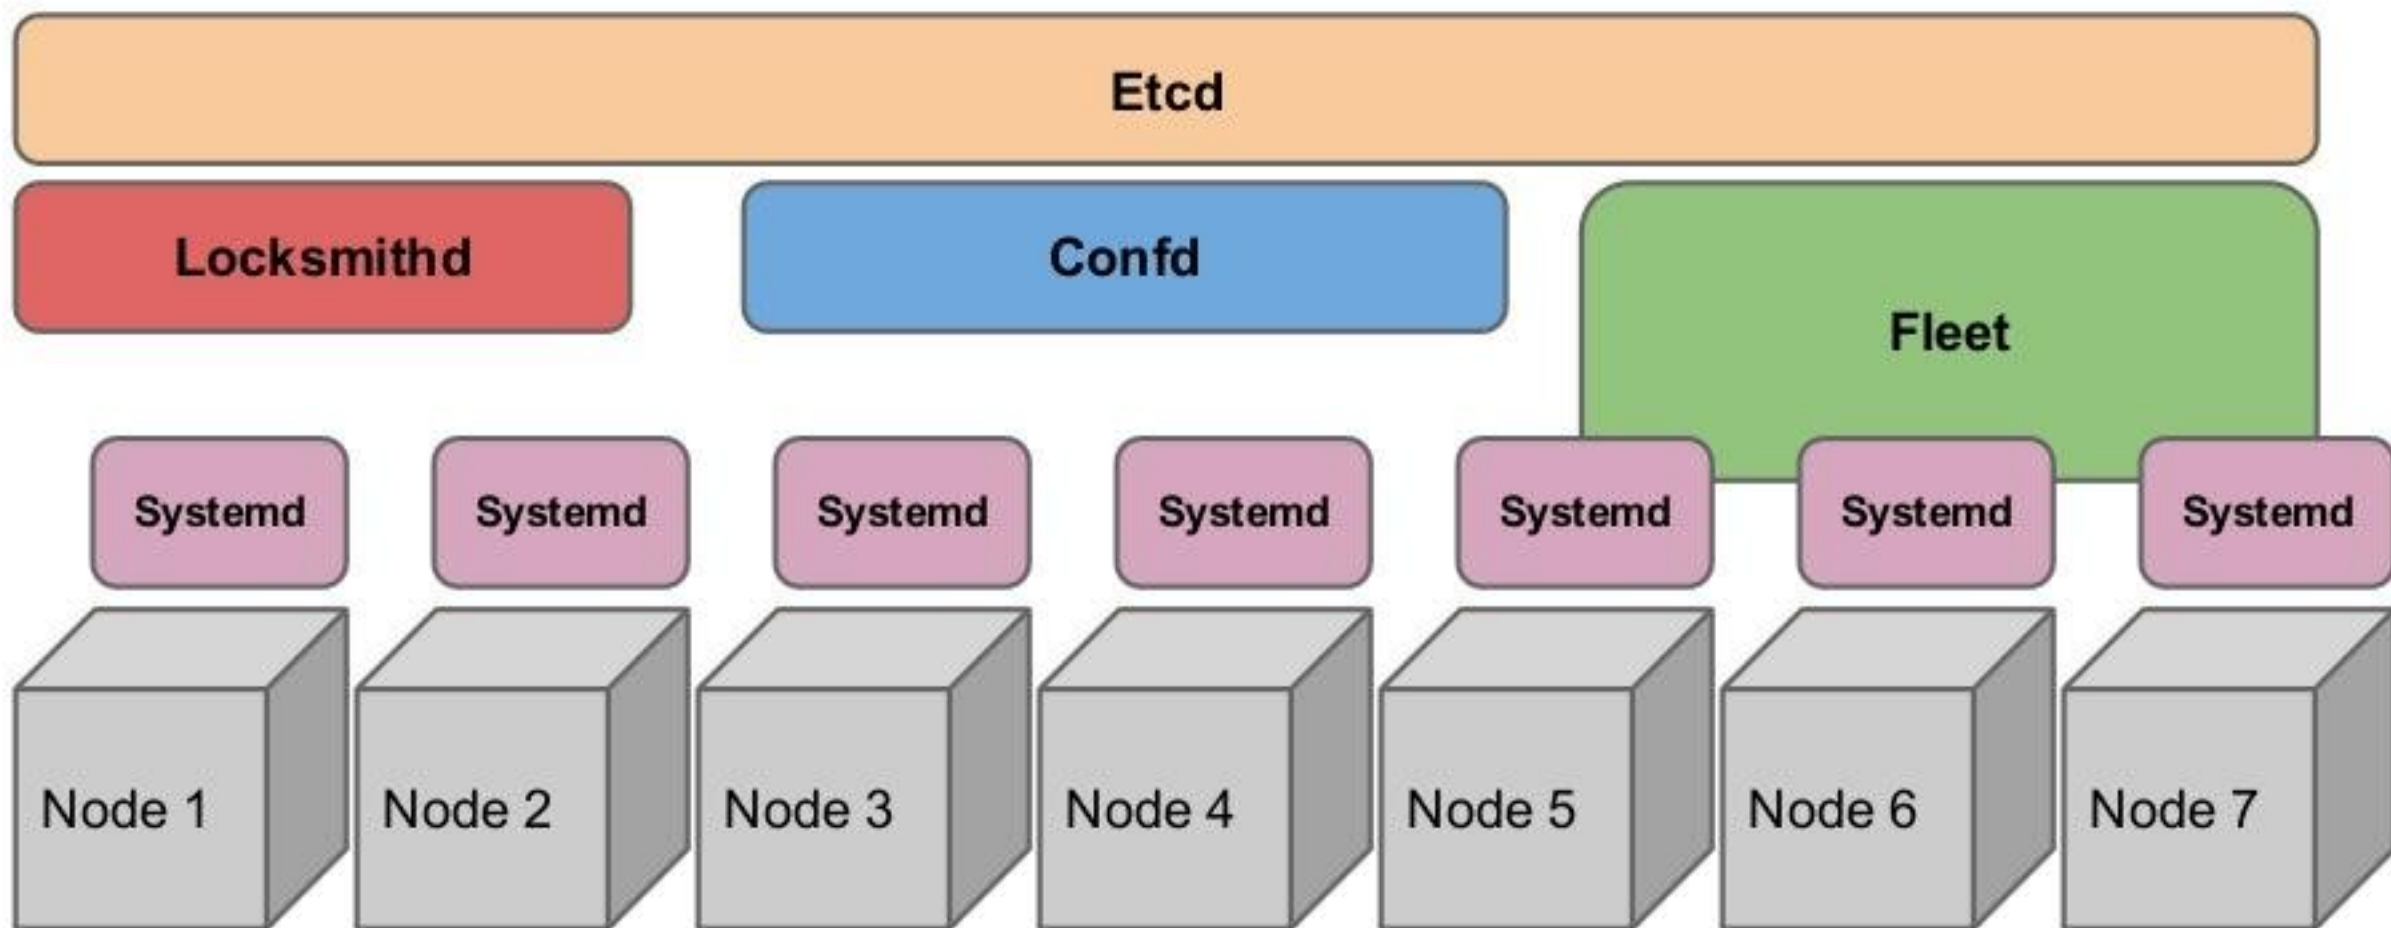 Etcd
Locksmithd
Confd
Fleet
Systemd
Systemd
Systemd
Systemd
Systemd
Systemd
Systemd
Node 1
Node 2
Node 3
Node 4
Node 5
Node 6
Node 7